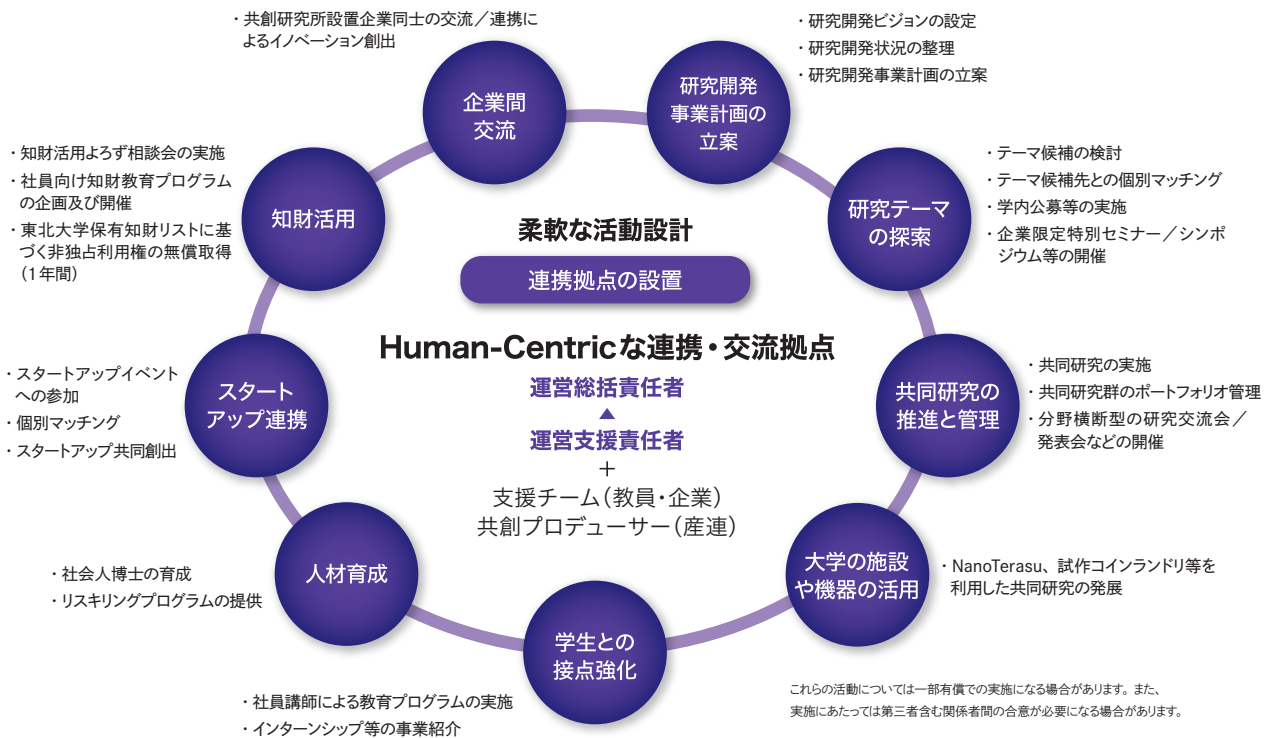 ・共創研究所設置企業同士の交流／連携に
よるイノベーション創出
企業間
交流
・研究開発ビジョンの設定
・研究開発状況の整理
・研究開発事業計画の立案
研究開発
事業計画の
立案
・テーマ候補の検討
・テーマ候補先との個別マッチング
・学内公募等の実施
・企業限定特別セミナー／シンポ
ジウム等の開催
研究テーマ
の探索
・共同研究の実施
・共同研究群のポートフォリオ管理
・分野横断型の研究交流会／
発表会などの開催
共同研究の
推進と管理
・NanoTerasu、試作コインランドリ等を
利用した共同研究の発展
大学の施設
や機器の活用
学生との
接点強化
・社員講師による教育プログラムの実施
・インターンシップ等の事業紹介
人材育成
・社会人博士の育成
・リスキリングプログラムの提供
スタート
アップ連携
・スタートアップイベント
への参加
・個別マッチング
・スタートアップ共同創出
知財活用
・知財活用よろず相談会の実施
・社員向け知財教育プログラム
の企画及び開催
・東北大学保有知財リストに基
づく非独占利用権の無償取得
（1年間）
柔軟な活動設計
連携拠点の設置
Human-Centricな連携・交流拠点
運営総括責任者
▲
運営支援責任者
＋
支援チーム（教員・企業）
共創プロデューサー（産連）
これらの活動については一部有償での実施になる場合があります。また、
実施にあたっては第三者含む関係者間の合意が必要になる場合があります。